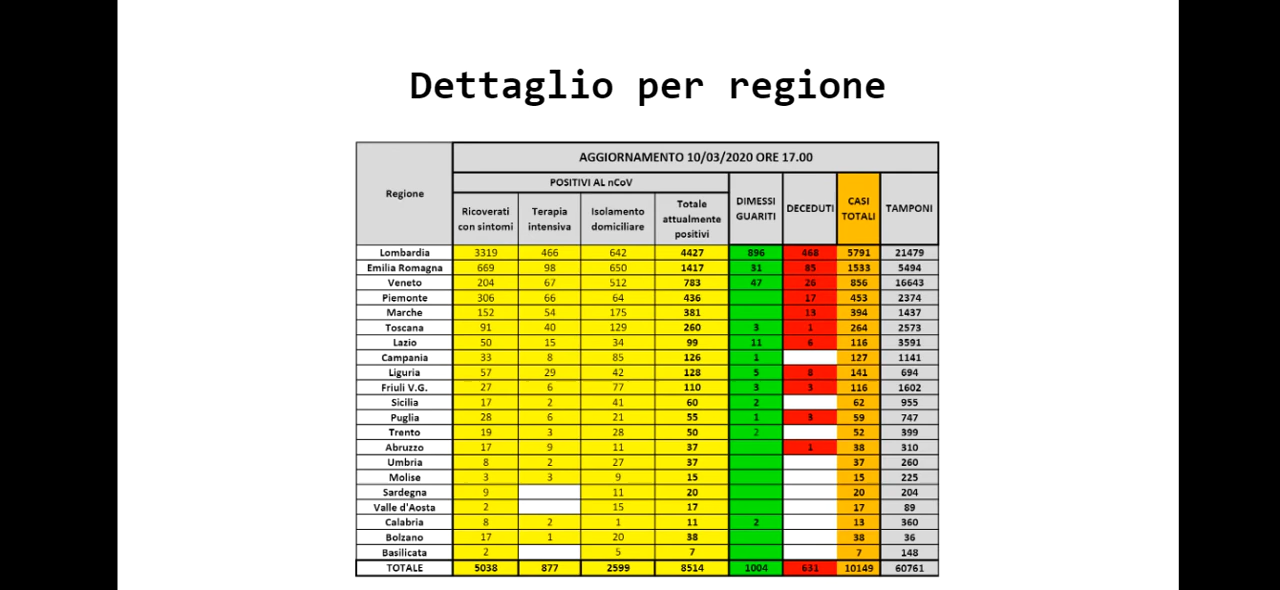 Dettaglio per regione
AGGIORNAMENTO 10/03/2020 ORE 17.00
Regione POSITIVI AL nCoV DIMESSI GUARITI DECEDUTI CASI TOTALI TAMPONI
Ricoverati con sintomi Terapia intensiva Isolamento domiciliare Totale attualmente positivi
Lombardia 3319 466 642 4427 896 468 5791 21479
Emilia Romagna 669 98 650 1417 31 85 1533 5494
Veneto 204 67 512 783 47 26 856 16643
Piemonte 306 66 64 436 17 453 2374
Marche 152 54 175 381 13 394 1437
Toscana 91 40 129 260 3 1 264 2573
Lazio 50 15 34 99 11 6 116 3591
Campania 33 8 85 126 1 127 1141
Liguria 57 29 42 128 5 8 141 694
Friuli V.G. 27 6 77 110 3 3 116 1602
Sicilia 17 2 41 60 2 62 955
Puglia 28 6 21 55 1 3 59 747
Trento 19 3 28 50 2 52 399
Abruzzo 17 9 11 37 1 38 310
Umbria 8 2 27 37 37 260
Molise 3 3 9 15 15 225
Sardegna 9 11 20 20 204
Valle d'Aosta 2 15 17 17 89
Calabria 8 2 1 11 2 13 360
Bolzano 17 1 20 38 38 36
Basilicata 2 5 7 7 148
TOTALE 5038 877 2599 8514 1004 631 10149 60761